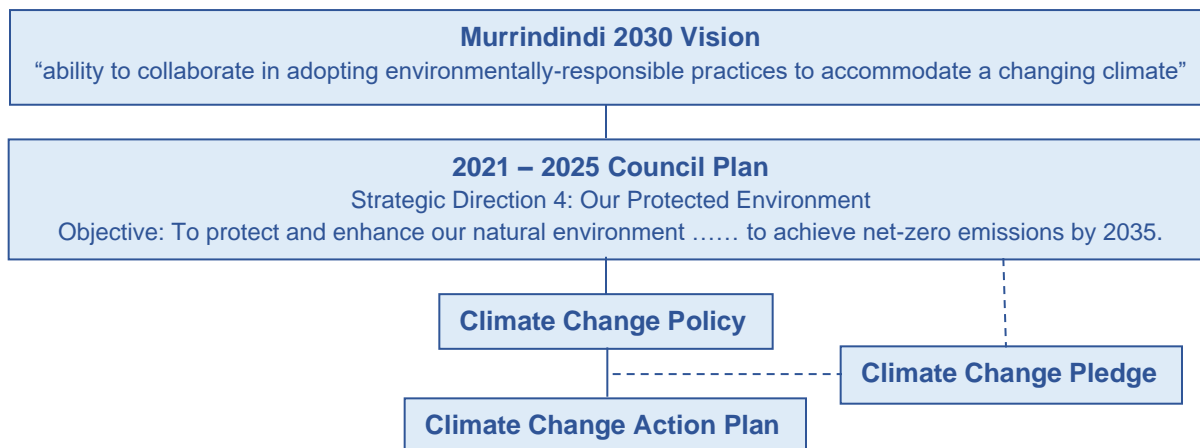 Murrindindi 2030 Vision
“ability to collaborate in adopting environmentally-responsible practices to accommodate a changing climate”
2021 – 2025 Council Plan
Strategic Direction 4: Our Protected Environment
Objective: To protect and enhance our natural environment …… to achieve net-zero emissions by 2035.
Climate Change Policy
Climate Change Pledge
Climate Change Action Plan